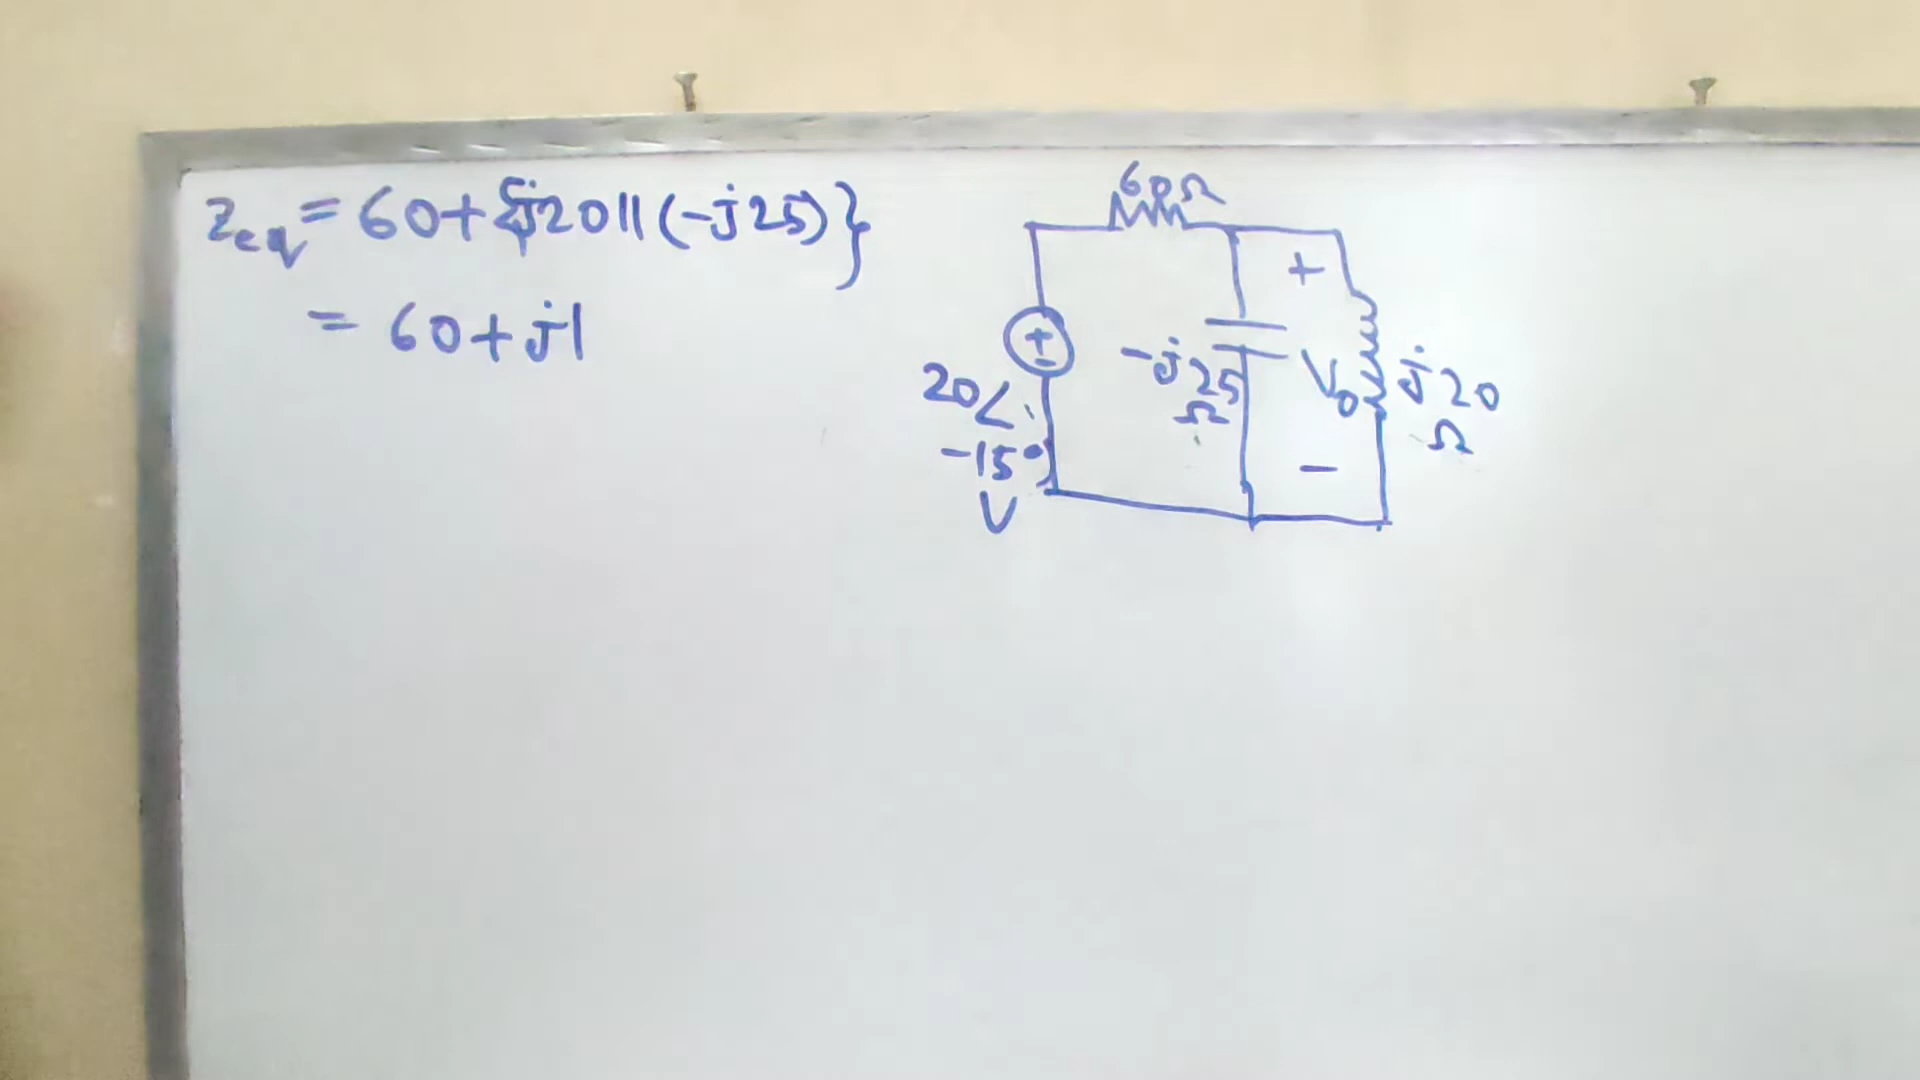 Zeq = 60+{j20||(-j25)}
= 60+j1
60Ω
+
+
-
-j25
Ω
Vo
j20
Ω
20∠
-15°
V
-